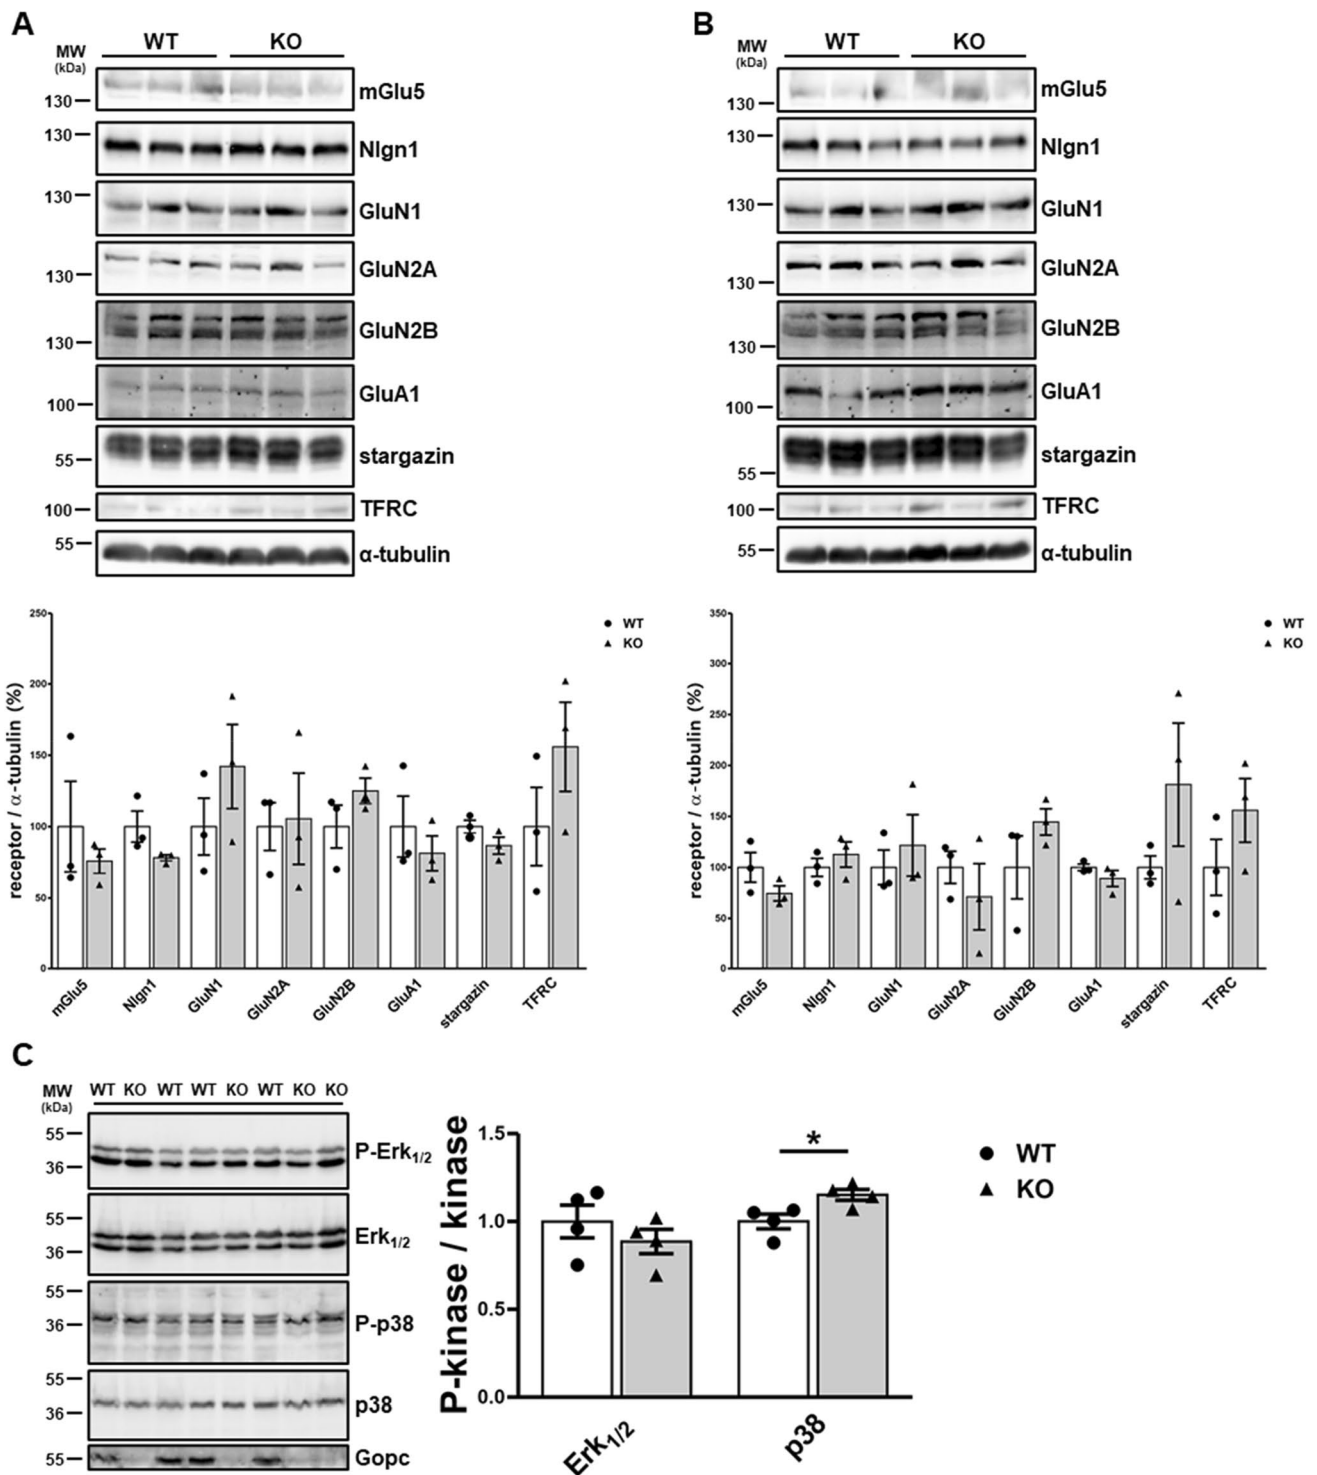 A
MW
(kDa)
WT KO
130 mGlu5
130 Nlgn1
130 GluN1
130 GluN2A
130 GluN2B
100 GluA1
55 stargazin
100 TFRC
55 α-tubulin
B
MW
(kDa)
WT KO
130 mGlu5
130 Nlgn1
130 GluN1
130 GluN2A
130 GluN2B
100 GluA1
55 stargazin
100 TFRC
55 α-tubulin
receptor / α-tubulin (%)
250
200
150
100
50
0
WT
KO
mGlu5 Nlgn1 GluN1 GluN2A GluN2B GluA1 stargazin TFRC
receptor / α-tubulin (%)
350
300
250
200
150
100
50
0
WT
KO
mGlu5 Nlgn1 GluN1 GluN2A GluN2B GluA1 stargazin TFRC
C
MW
(kDa)
WT KO WT WT KO WT KO KO
55
36 P-Erk1/2
55
36 Erk1/2
55
36 P-p38
55
36 p38
55 Gopc
P-kinase / kinase
1.5
1.0
0.5
0.0
*
WT
KO
Erk1/2 p38